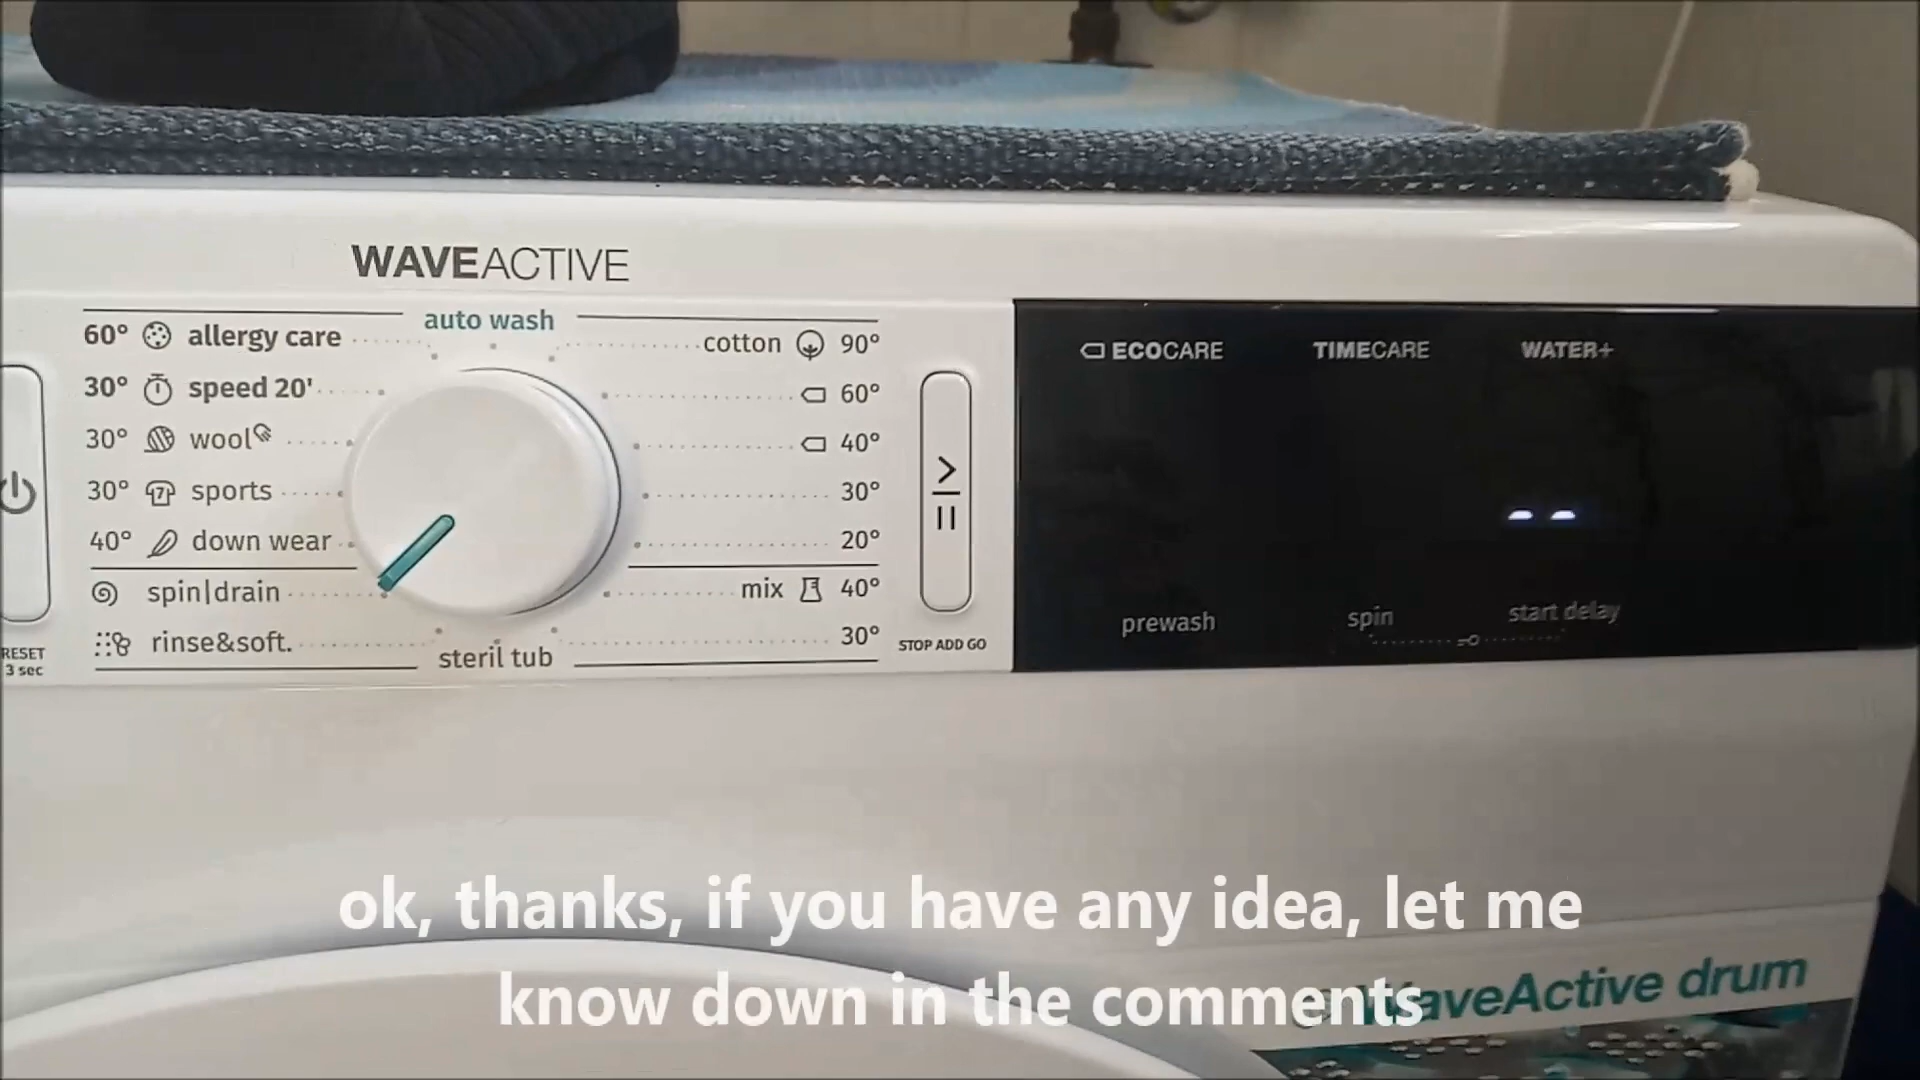 WAVEACTIVE
auto wash
60° allergy care
30° speed 20'
30° wool
30° sports
40° down wear
spin|drain
rinse&soft.
steril tub
cotton 90°
60°
40°
30°
20°
mix 40°
30°
RESET
3 sec
STOP ADD GO
ECOCARE
TIMECARE
WATER+
prewash
spin
start delay
ok, thanks, if you have any idea, let me
know down in the comments
WaveActive drum